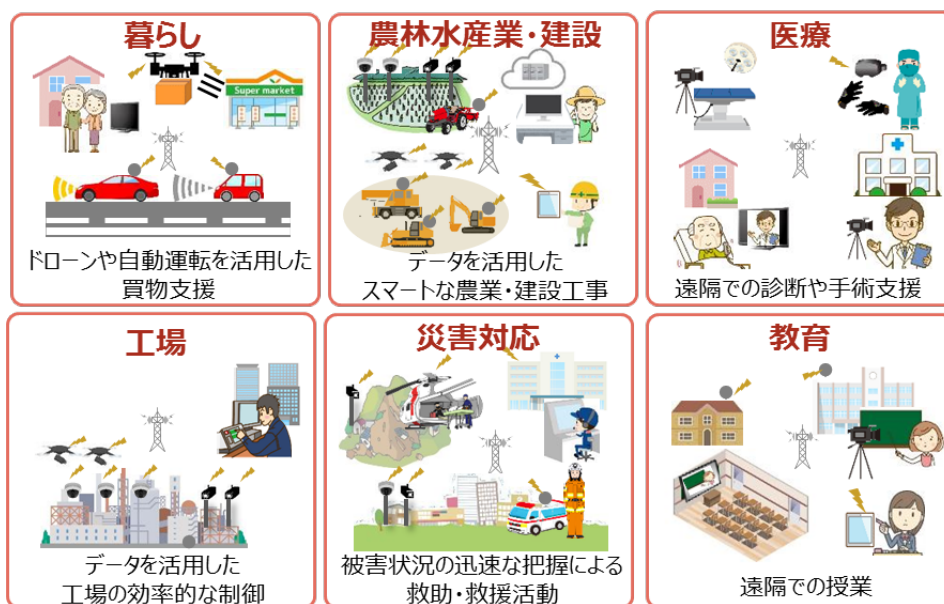 暮らし
Super market
ドローンや自動運転を活用した
買物支援
農林水産業・建設
データを活用した
スマートな農業・建設工事
医療
遠隔での診断や手術支援
工場
データを活用した
工場の効率的な制御
災害対応
被害状況の迅速な把握による
救助・救援活動
教育
遠隔での授業